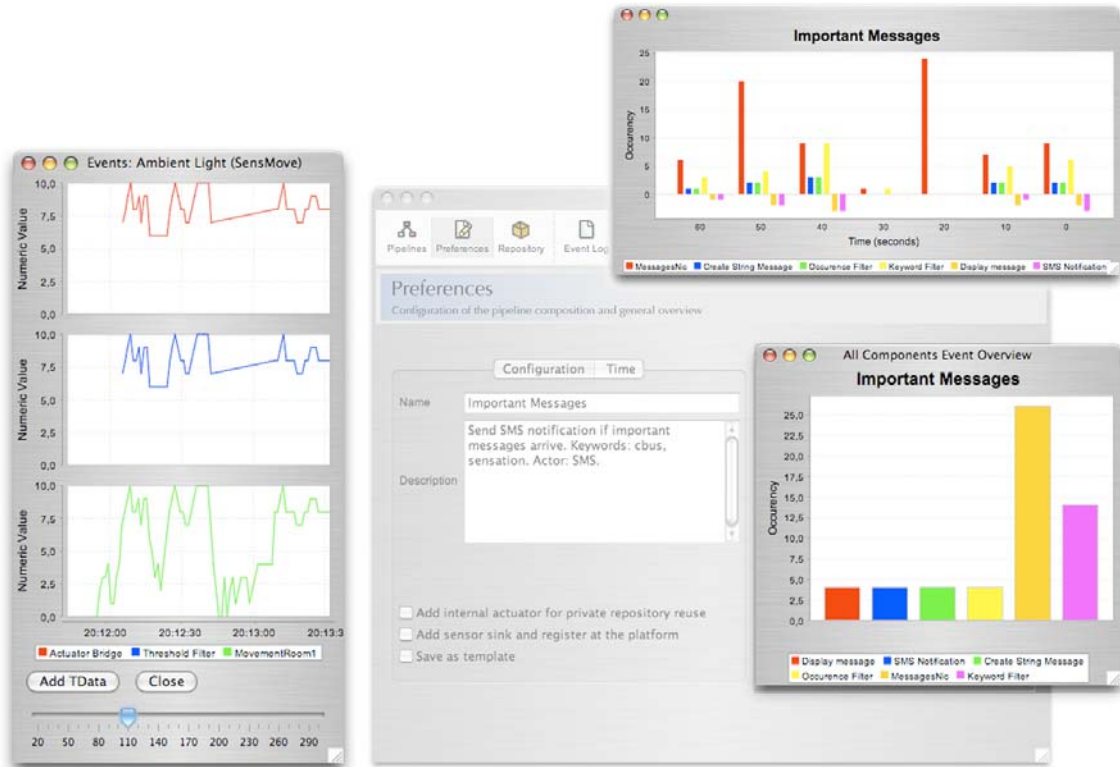 Important Messages
25
20
15
10
5
0
Occurency
60 50 40 30 20 10 0
Time (seconds)
MessagesNic Create String Message Occurence Filter Keyword Filter Display message SMS Notification
Events: Ambient Light (SensMove)
10,0
7,5
5,0
2,5
0,0
Numeric Value
10,0
7,5
5,0
2,5
0,0
Numeric Value
10,0
7,5
5,0
2,5
0,0
Numeric Value
20:12:00 20:12:30 20:13:00 20:13:3
Actuator Bridge Threshold Filter MovementRoom1
Add TData Close
20 50 80 110 140 170 200 230 260 290
Pipelines Preferences Repository Event Log
Preferences
Configuration of the pipeline composition and general overview
Configuration Time
Name Important Messages
Description
Send SMS notification if important
messages arrive. Keywords: cbus,
sensation. Actor: SMS.
Add internal actuator for private repository reuse
Add sensor sink and register at the platform
Save as template
All Components Event Overview
Important Messages
25,0
22,5
20,0
17,5
15,0
12,5
10,0
7,5
5,0
2,5
0,0
Occurency
Display message SMS Notification Create String Message
Occurence Filter MessagesNic Keyword Filter